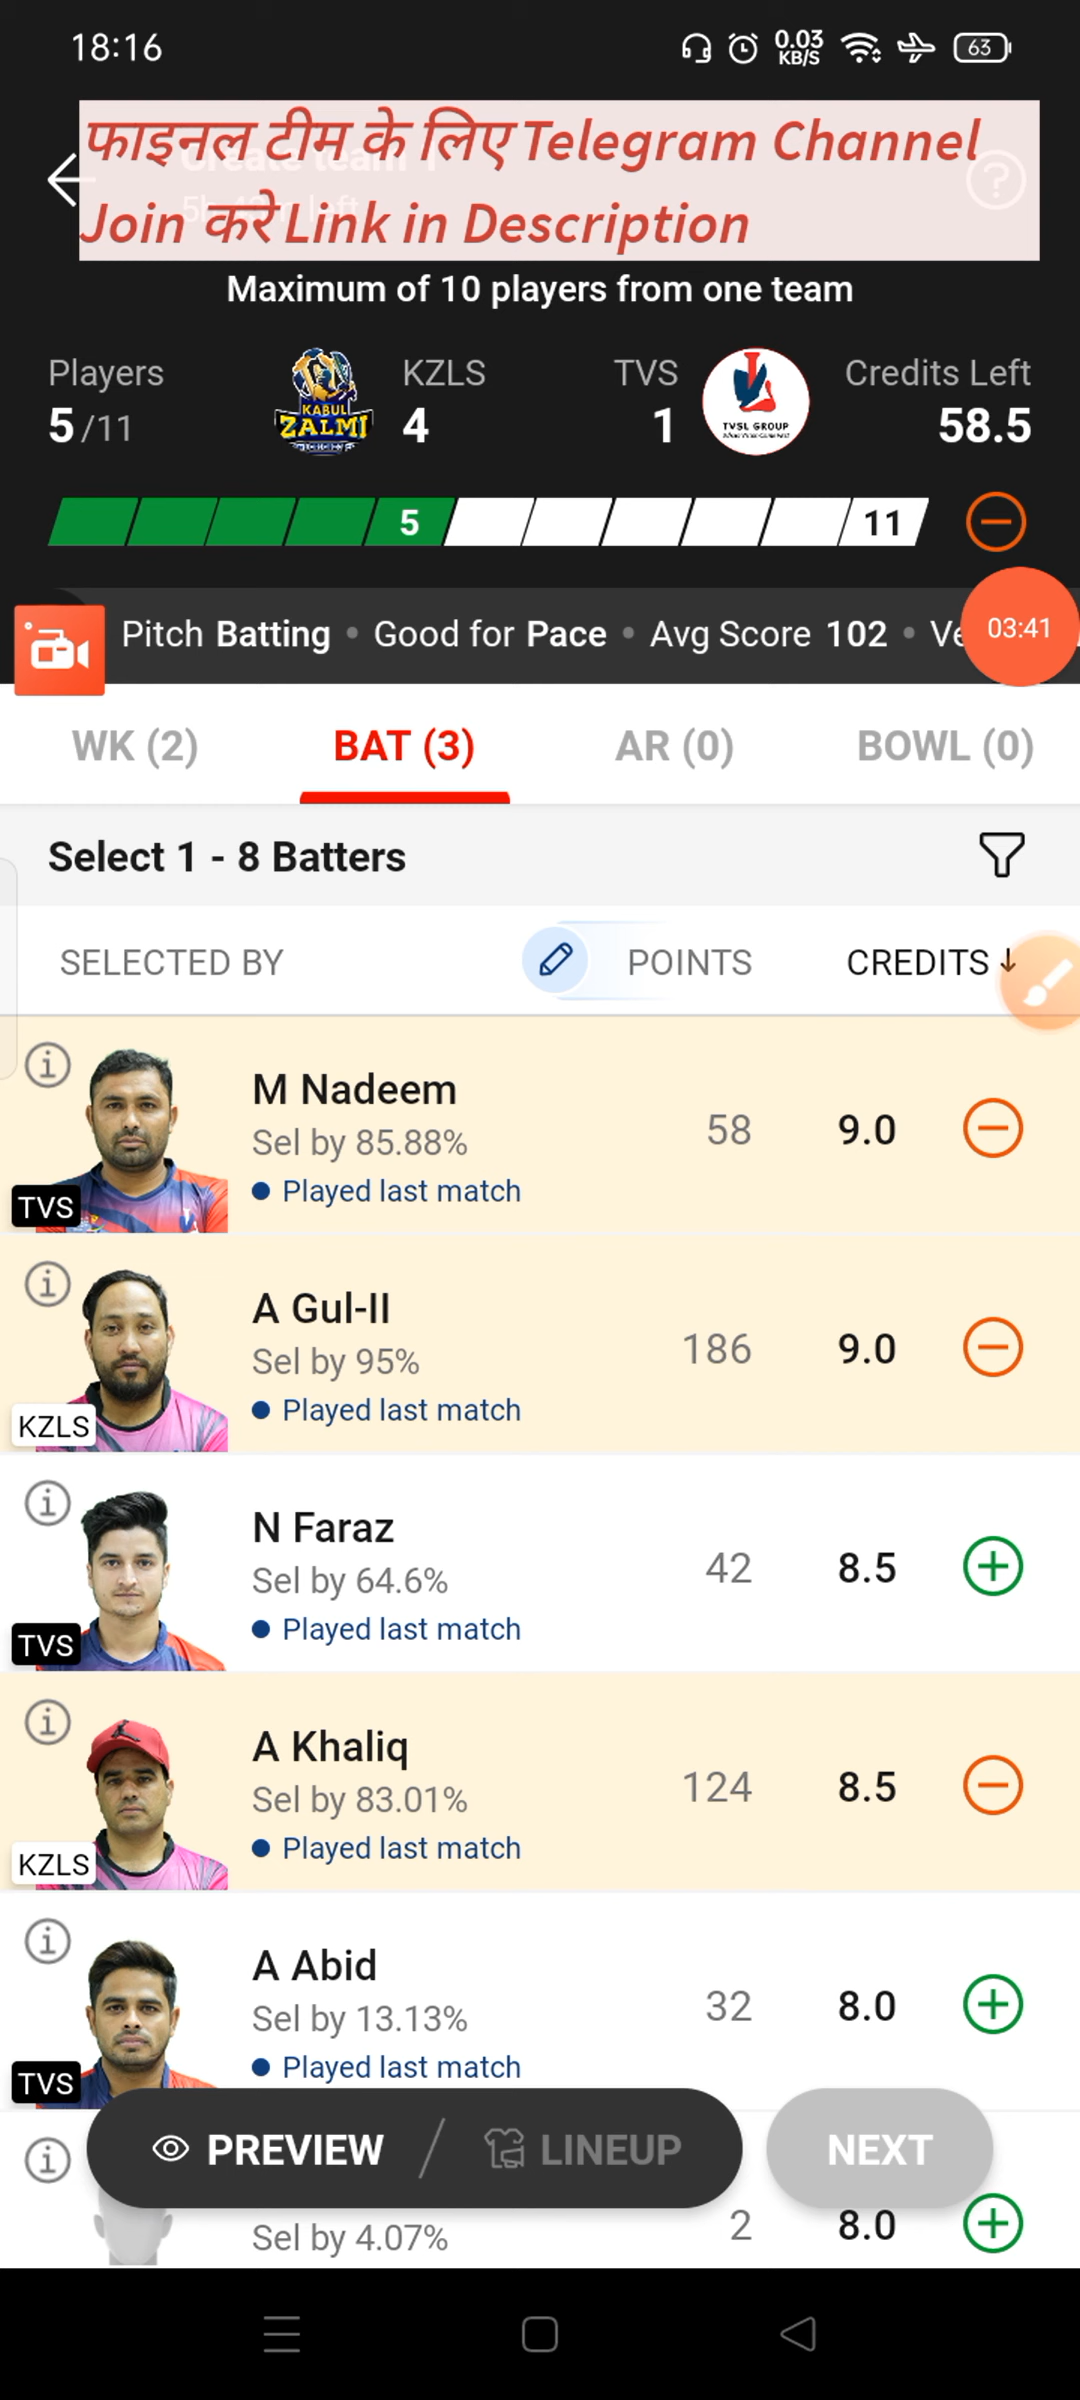 18:16
0.03 KB/S
63
फाइनल टीम के लिए Telegram Channel
Join करे Link in Description
Maximum of 10 players from one team
Players KZLS TVS Credits Left
5/11 4 1 58.5
KABUL ZALMI
TVSL GROUP
5 11
Pitch Batting • Good for Pace • Avg Score 102 •
03:41
WK (2) BAT (3) AR (0) BOWL (0)
Select 1 - 8 Batters
SELECTED BY POINTS CREDITS ↓
M Nadeem
Sel by 85.88% 58 9.0
Played last match
TVS
A Gul-II
Sel by 95% 186 9.0
Played last match
KZLS
N Faraz
Sel by 64.6% 42 8.5
Played last match
TVS
A Khaliq
Sel by 83.01% 124 8.5
Played last match
KZLS
A Abid
Sel by 13.13% 32 8.0
Played last match
TVS
PREVIEW / LINEUP NEXT
Sel by 4.07% 2 8.0